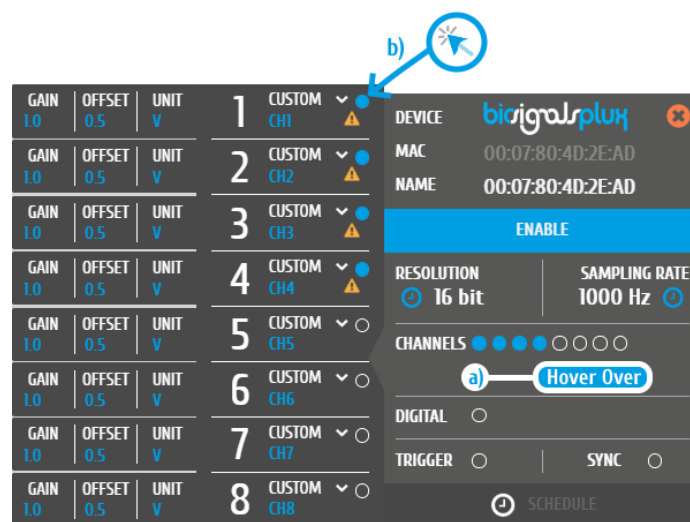 b)
GAIN OFFSET UNIT 1 CUSTOM
1.0 0.5 V CH1
GAIN OFFSET UNIT 2 CUSTOM
1.0 0.5 V CH2
GAIN OFFSET UNIT 3 CUSTOM
1.0 0.5 V CH3
GAIN OFFSET UNIT 4 CUSTOM
1.0 0.5 V CH4
GAIN OFFSET UNIT 5 CUSTOM
1.0 0.5 V CH5
GAIN OFFSET UNIT 6 CUSTOM
1.0 0.5 V CH6
GAIN OFFSET UNIT 7 CUSTOM
1.0 0.5 V CH7
GAIN OFFSET UNIT 8 CUSTOM
1.0 0.5 V CH8
DEVICE biosignalsplux
MAC 00:07:80:4D:2E:AD
NAME 00:07:80:4D:2E:AD
ENABLE
RESOLUTION SAMPLING RATE
16 bit 1000 Hz
CHANNELS
a) Hover Over
DIGITAL
TRIGGER SYNC
SCHEDULE